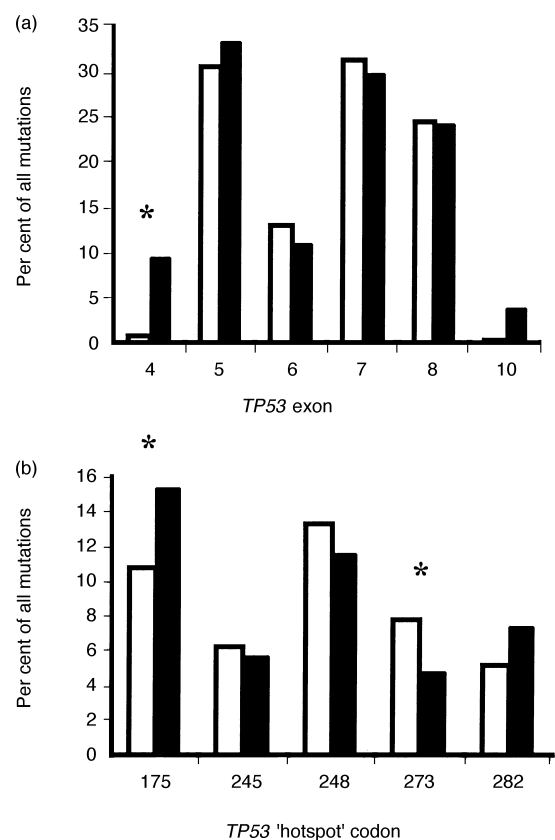 (a)
Per cent of all mutations
35
30
25
20
15
10
5
0
*
4 5 6 7 8 10
TP53 exon
(b)
Per cent of all mutations
16
14
12
10
8
6
4
2
0
*
*
175 245 248 273 282
TP53 'hotspot' codon